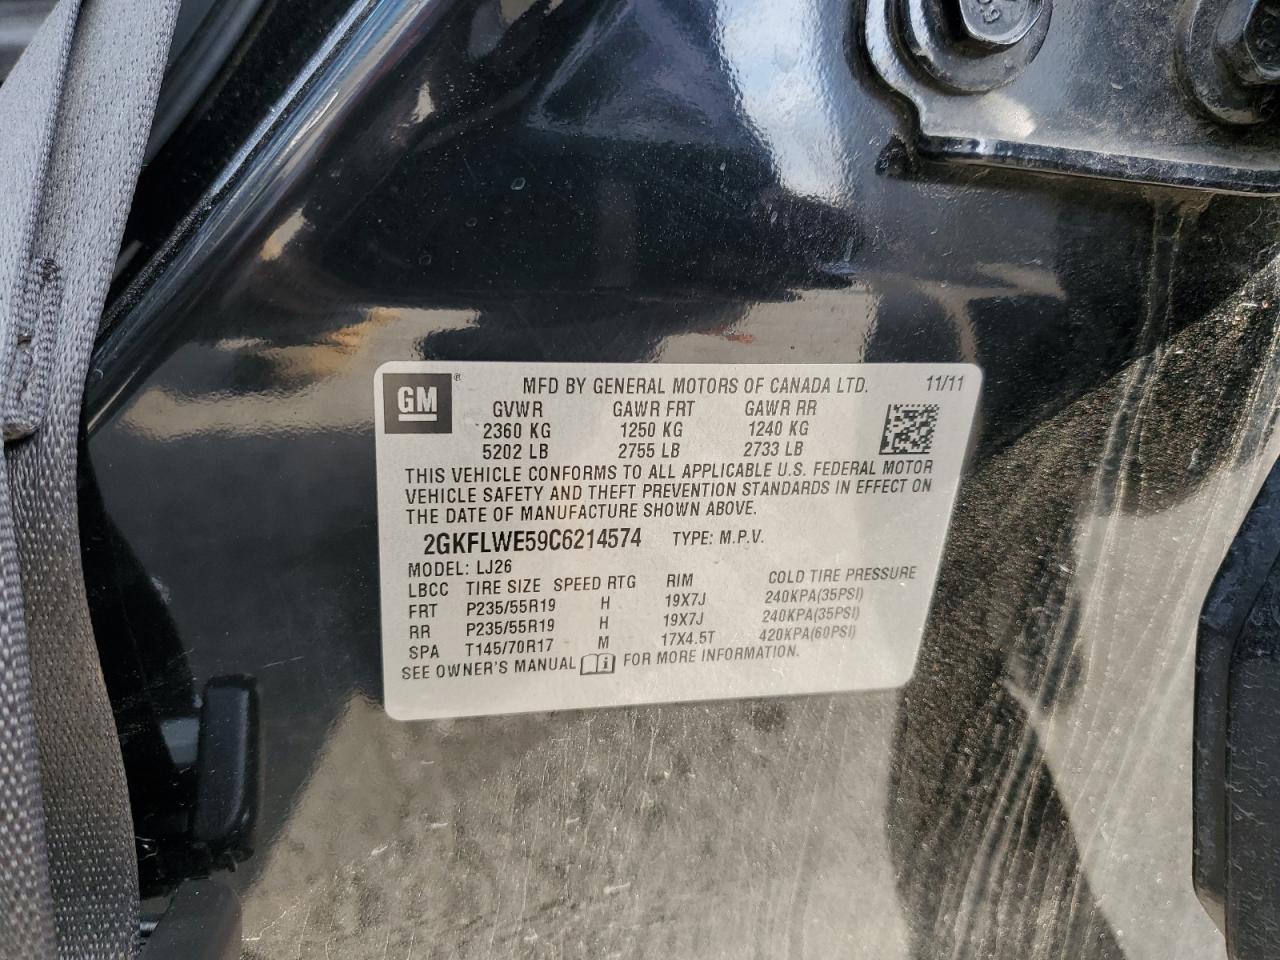 GM® MFD BY GENERAL MOTORS OF CANADA LTD. 11/11
GVWR GAWR FRT GAWR RR
2360 KG 1250 KG 1240 KG
5202 LB 2755 LB 2733 LB
THIS VEHICLE CONFORMS TO ALL APPLICABLE U.S. FEDERAL MOTOR
VEHICLE SAFETY AND THEFT PREVENTION STANDARDS IN EFFECT ON
THE DATE OF MANUFACTURE SHOWN ABOVE.
2GKFLWE59C6214574 TYPE: M.P.V.
MODEL: LJ26
LBCC TIRE SIZE SPEED RTG RIM COLD TIRE PRESSURE
FRT P235/55R19 H 19X7J 240KPA(35PSI)
RR P235/55R19 H 19X7J 240KPA(35PSI)
SPA T145/70R17 M 17X4.5T 420KPA(60PSI)
SEE OWNER'S MANUAL i FOR MORE INFORMATION.